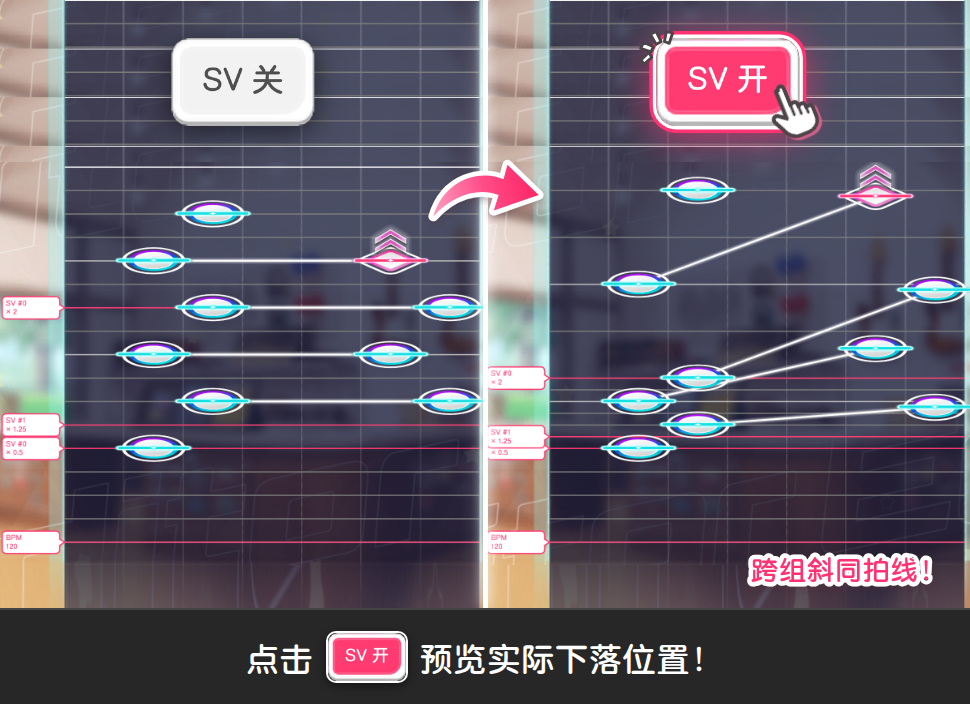 SV 关
SV 开
SV #0
× 2
SV #1
× 1.25
SV #0
× 0.5
BPM
120
SV #0
× 2
SV #1
× 1.25
× 0.5
BPM
120
跨组斜同拍线！
点击 SV 开 预览实际下落位置！